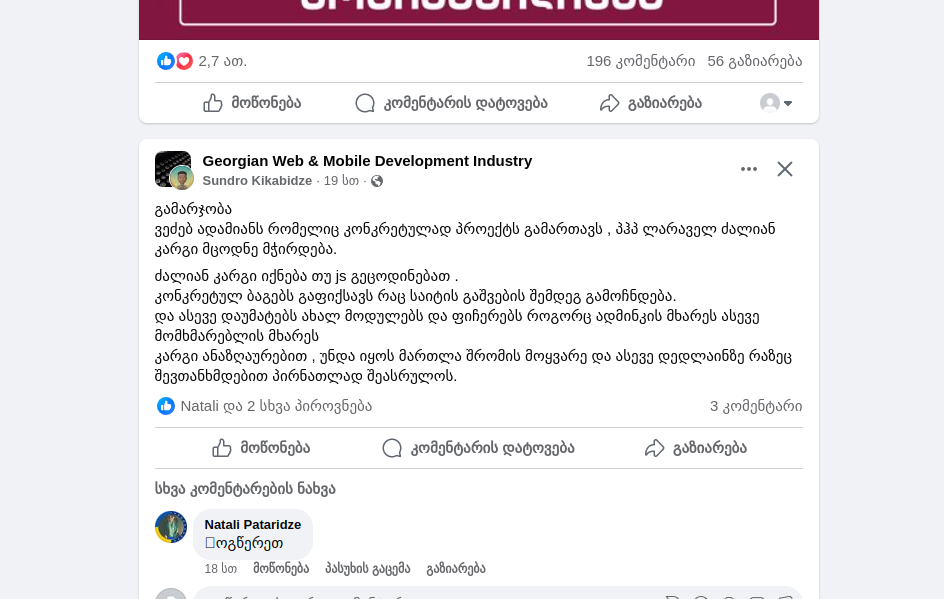 2,7 ათ.
196 კომენტარი 56 გაზიარება
მოწონება კომენტარის დატოვება გაზიარება
Georgian Web & Mobile Development Industry
Sundro Kikabidze · 19 სთ ·
გამარჯობა
ვეძებ ადამიანს რომელიც კონკრეტულად პროექტს გამართავს , პჰპ ლარაველ ძალიან
კარგი მცოდნე მჭირდება.
ძალიან კარგი იქნება თუ js გეცოდინებათ .
კონკრეტულ ბაგებს გაფიქსავს რაც საიტის გაშვების შემდეგ გამოჩნდება.
და ასევე დაუმატებს ახალ მოდულებს და ფიჩერებს როგორც ადმინკის მხარეს ასევე
მომხმარებლის მხარეს
კარგი ანაზღაურებით , უნდა იყოს მართლა შრომის მოყვარე და ასევე დედლაინზე რაზეც
შევთანხმდებით პირნათლად შეასრულოს.
Natali და 2 სხვა პიროვნება
3 კომენტარი
მოწონება კომენტარის დატოვება გაზიარება
სხვა კომენტარების ნახვა
Natali Pataridze
ოგწერეთ
18 სთ მოწონება პასუხის გაცემა გაზიარება